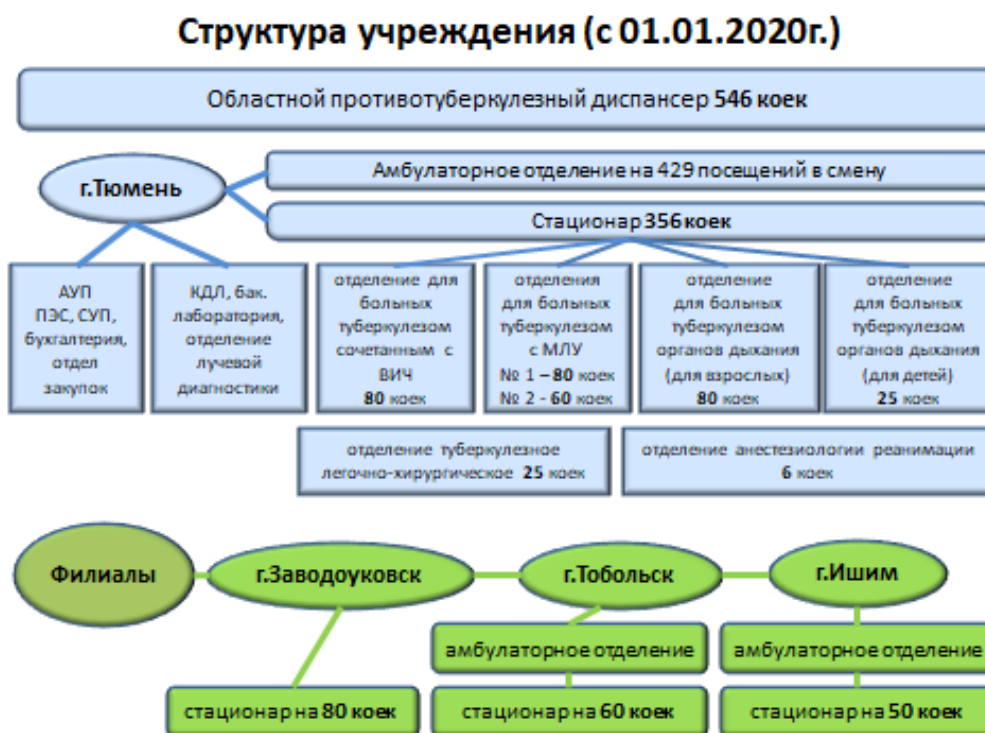 Структура учреждения (с 01.01.2020г.)
Областной противотуберкулезный диспансер 546 коек
г.Тюмень
Амбулаторное отделение на 429 посещений в смену
Стационар 356 коек
АУП
ПЭС, СУП,
бухгалтерия,
отдел
закупок
КДЛ, бак.
лаборатория,
отделение
лучевой
диагностики
отделение для
больных
туберкулезом
сочетанным с
ВИЧ
80 коек
отделения
для больных
туберкулезом
с МЛУ
№ 1 – 80 коек
№ 2 - 60 коек
отделение
для больных
туберкулезом
органов дыхания
(для взрослых)
80 коек
отделение
для больных
туберкулезом
органов дыхания
(для детей)
25 коек
отделение туберкулезное
легочно-хирургическое 25 коек
отделение анестезиологии реанимации
6 коек
Филиалы
г.Заводоуковск
г.Тобольск
г.Ишим
амбулаторное отделение
амбулаторное отделение
стационар на 80 коек
стационар на 60 коек
стационар на 50 коек